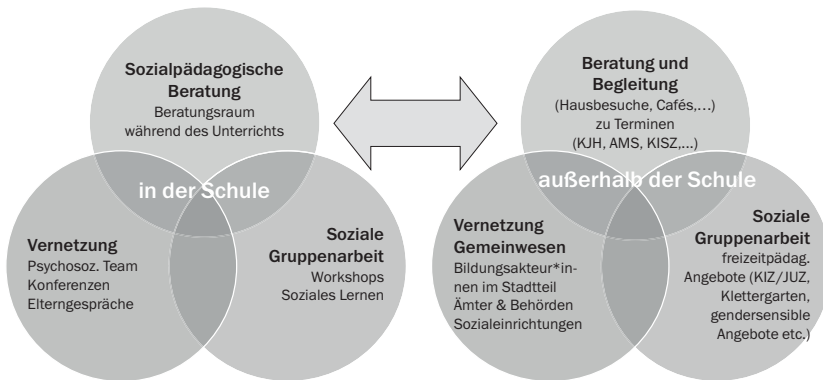 Sozialpädagogische
Beratung
Beratungsraum
während des Unterrichts
in der Schule
Vernetzung
Psychosoz. Team
Konferenzen
Elterngespräche
Soziale
Gruppenarbeit
Workshops
Soziales Lernen
Beratung und
Begleitung
(Hausbesuche, Cafés,...)
zu Terminen
(KJH, AMS, KISZ,...)
außerhalb der Schule
Vernetzung
Gemeinwesen
Bildungsakteur*in-
nen im Stadtteil
Ämter & Behörden
Sozialeinrichtungen
Soziale
Gruppenarbeit
freizeitpädag.
Angebote (KIZ/JUZ,
Klettergarten,
gendersensible
Angebote etc.)